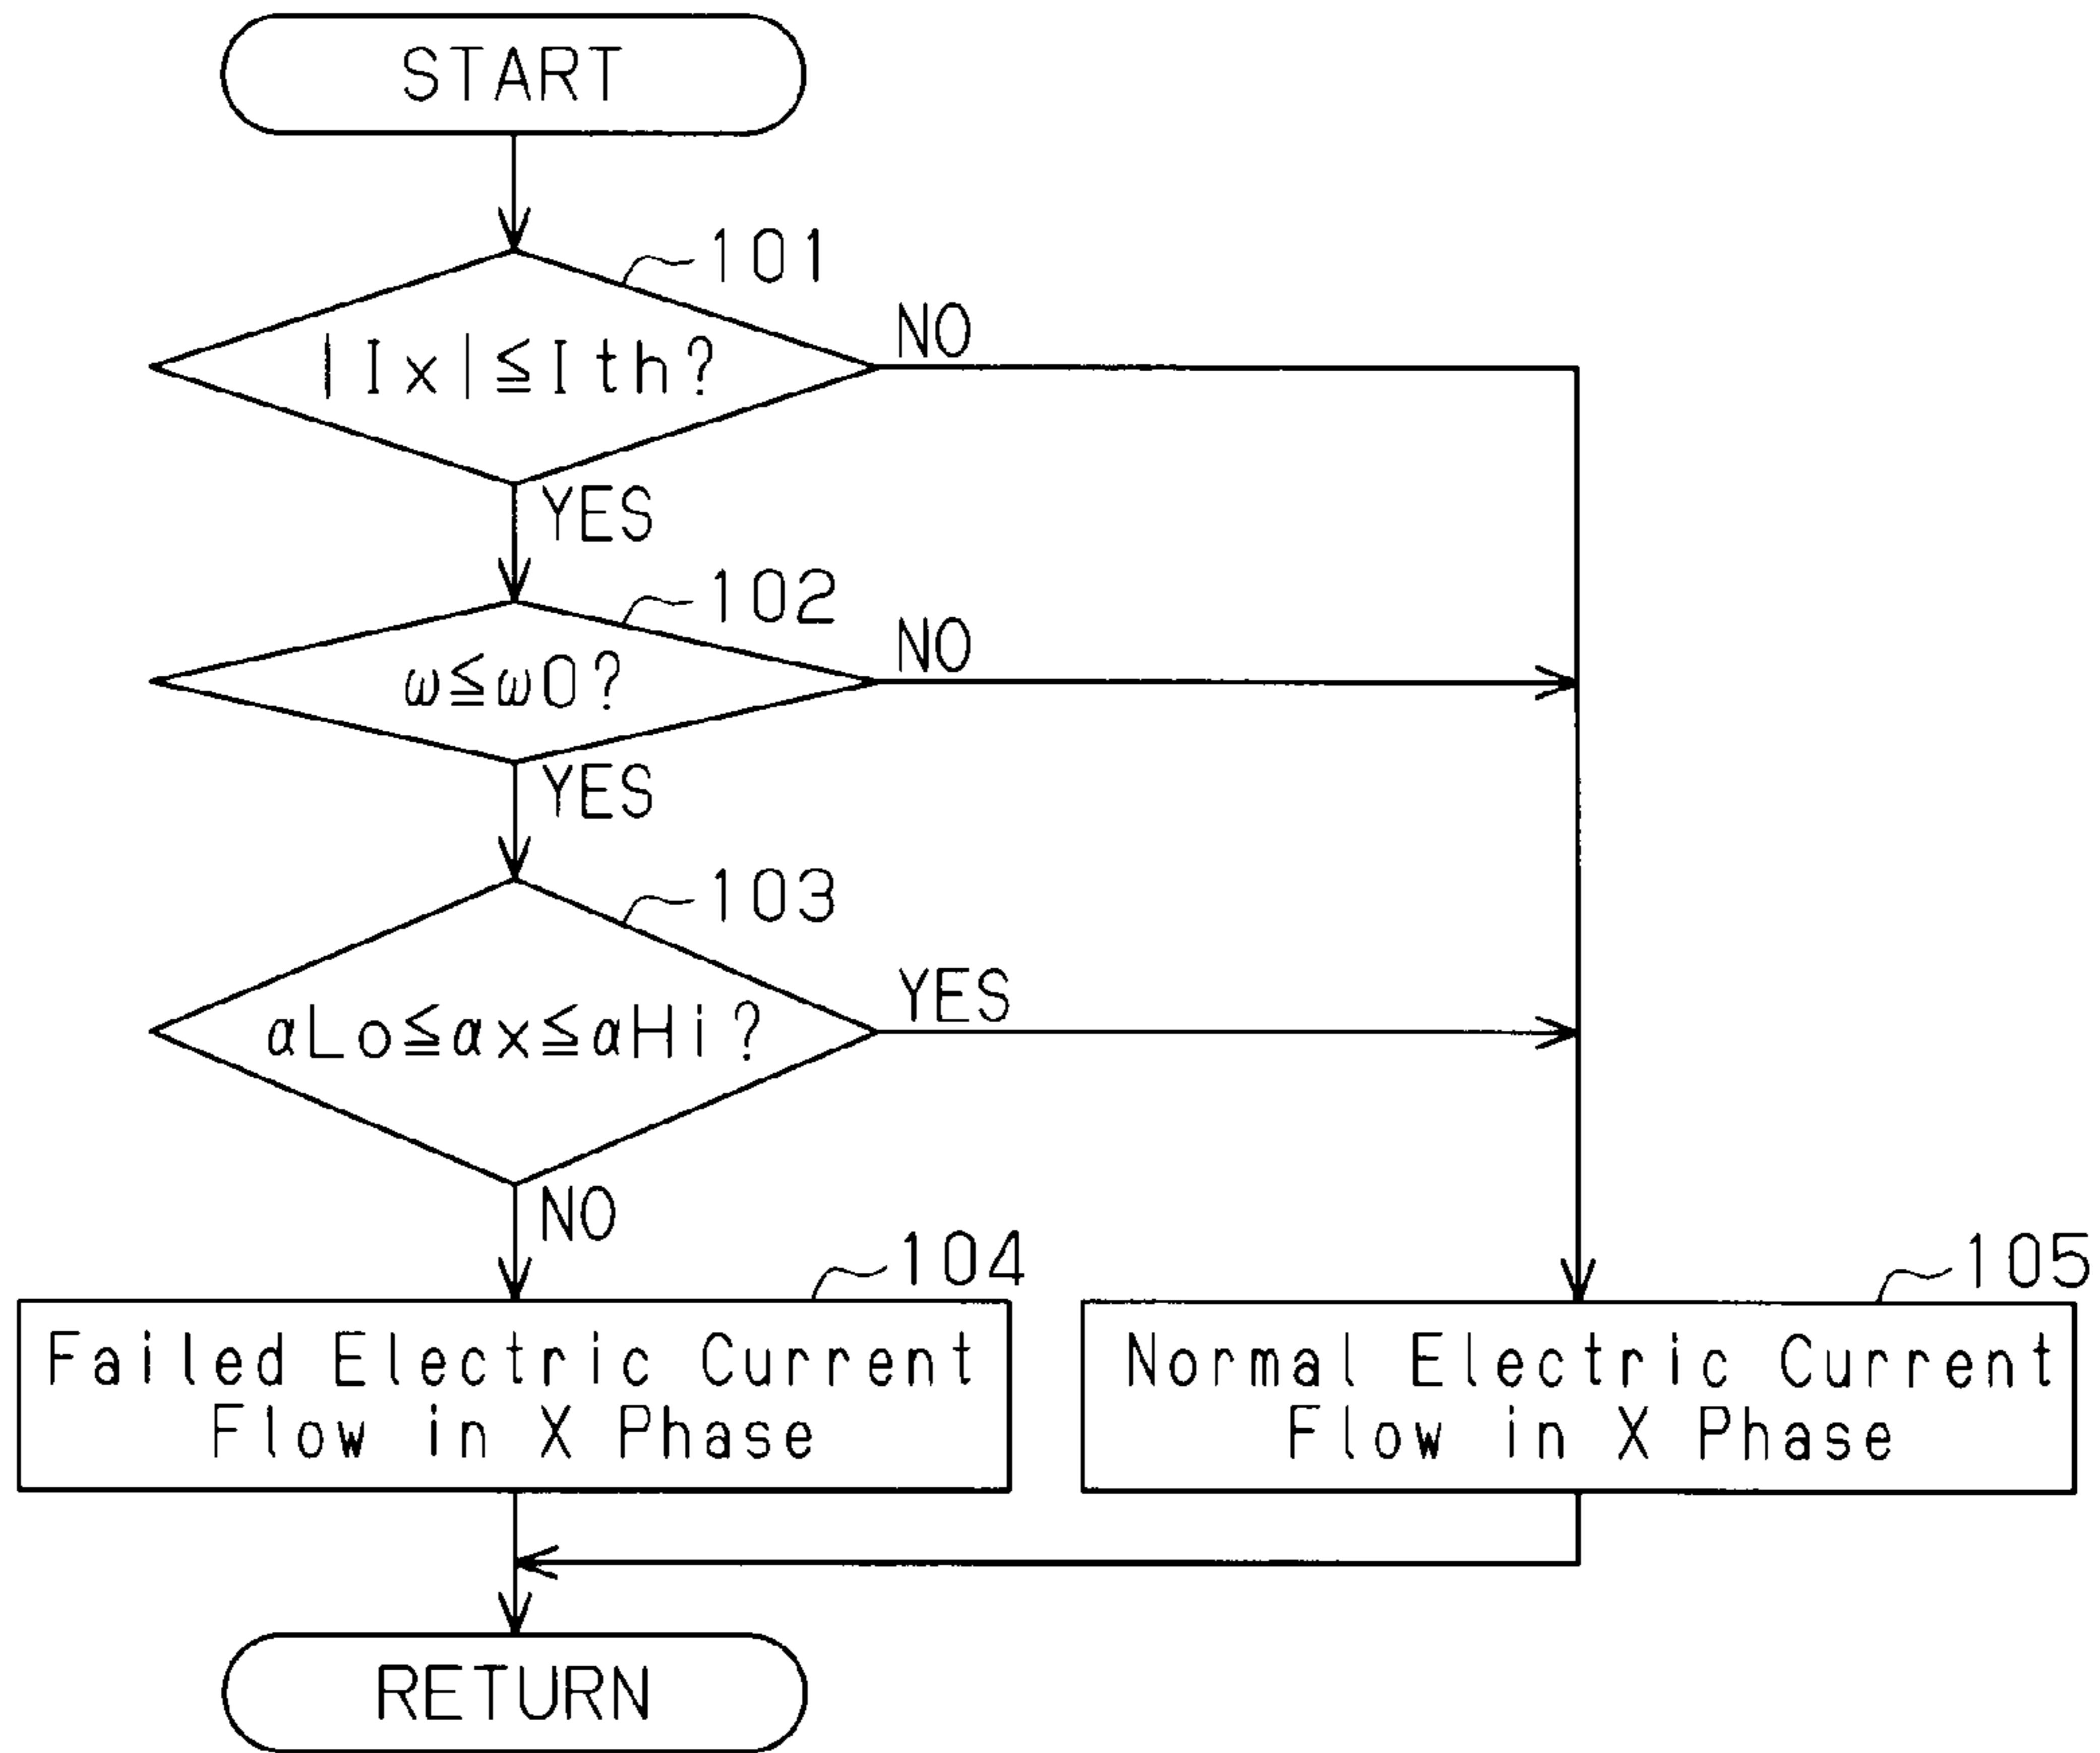 START
101
|Ix|≦Ith?
NO
YES
102
ω≦ω0?
NO
YES
103
αLo≦αx≦αHi?
YES
NO
104
Failed Electric Current
Flow in X Phase
105
Normal Electric Current
Flow in X Phase
RETURN